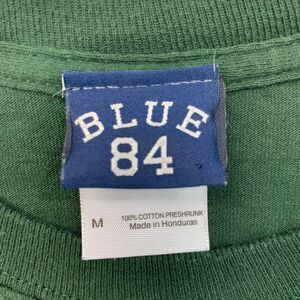 BLUE
84
M
100% COTTON PRESHRUNK
Made in Honduras